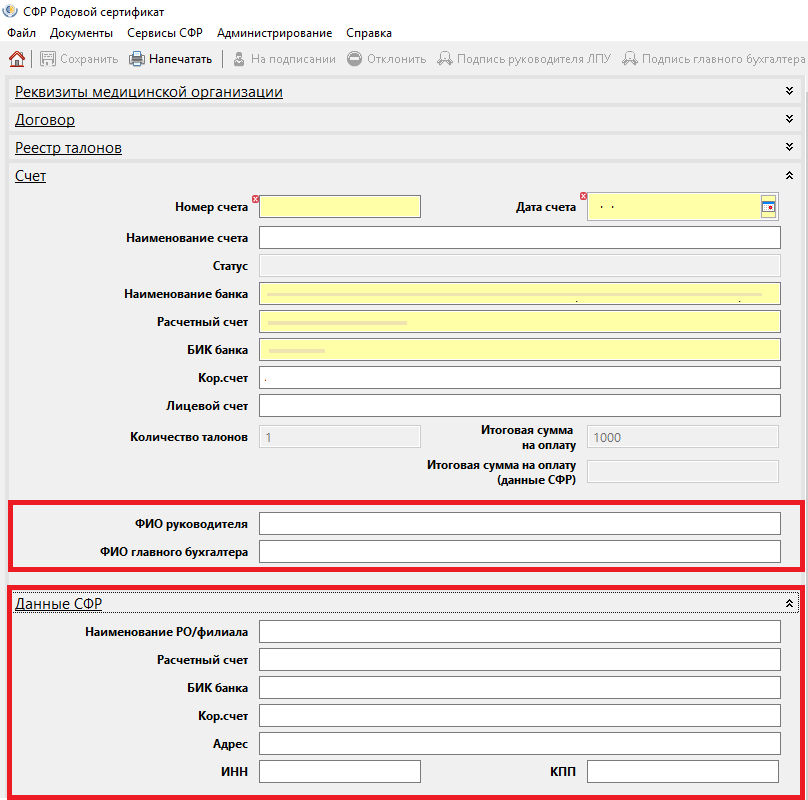 СФР Родовой сертификат
Файл Документы Сервисы СФР Администрирование Справка
Сохранить Напечатать На подписании Отклонить Подпись руководителя ЛПУ Подпись главного бухгалтера
Реквизиты медицинской организации
Договор
Реестр талонов
Счет
Номер счета Дата счета . .
Наименование счета
Статус
Наименование банка
Расчетный счет
БИК банка
Кор.счет .
Лицевой счет
Количество талонов 1 Итоговая сумма
на оплату 1000
Итоговая сумма на оплату
(данные СФР)
ФИО руководителя
ФИО главного бухгалтера
Данные СФР
Наименование РО/филиала
Расчетный счет
БИК банка
Кор.счет
Адрес
ИНН КПП